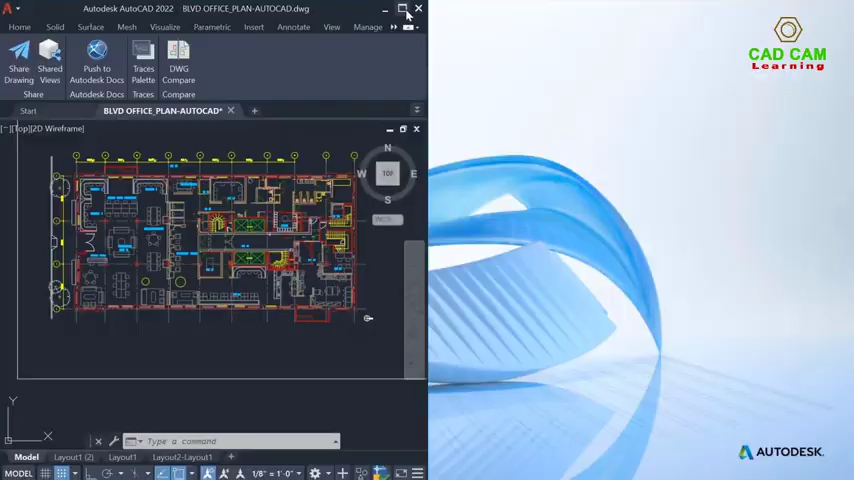 Autodesk AutoCAD 2022 BLVD OFFICE_PLAN-AUTOCAD.dwg
Home Solid Surface Mesh Visualize Parametric Insert Annotate View Manage
Share Drawing
Shared Views
Push to Autodesk Docs
Traces Palette
DWG Compare
Share Autodesk Docs Traces Compare
Start BLVD OFFICE_PLAN-AUTOCAD*
[−][Top][2D Wireframe]
N
W TOP E
S
Y
X
Type a command
Model Layout1 (2) Layout1 Layout2-Layout1
MODEL 1/8" = 1'-0"
CAD CAM
Learning
AUTODESK.